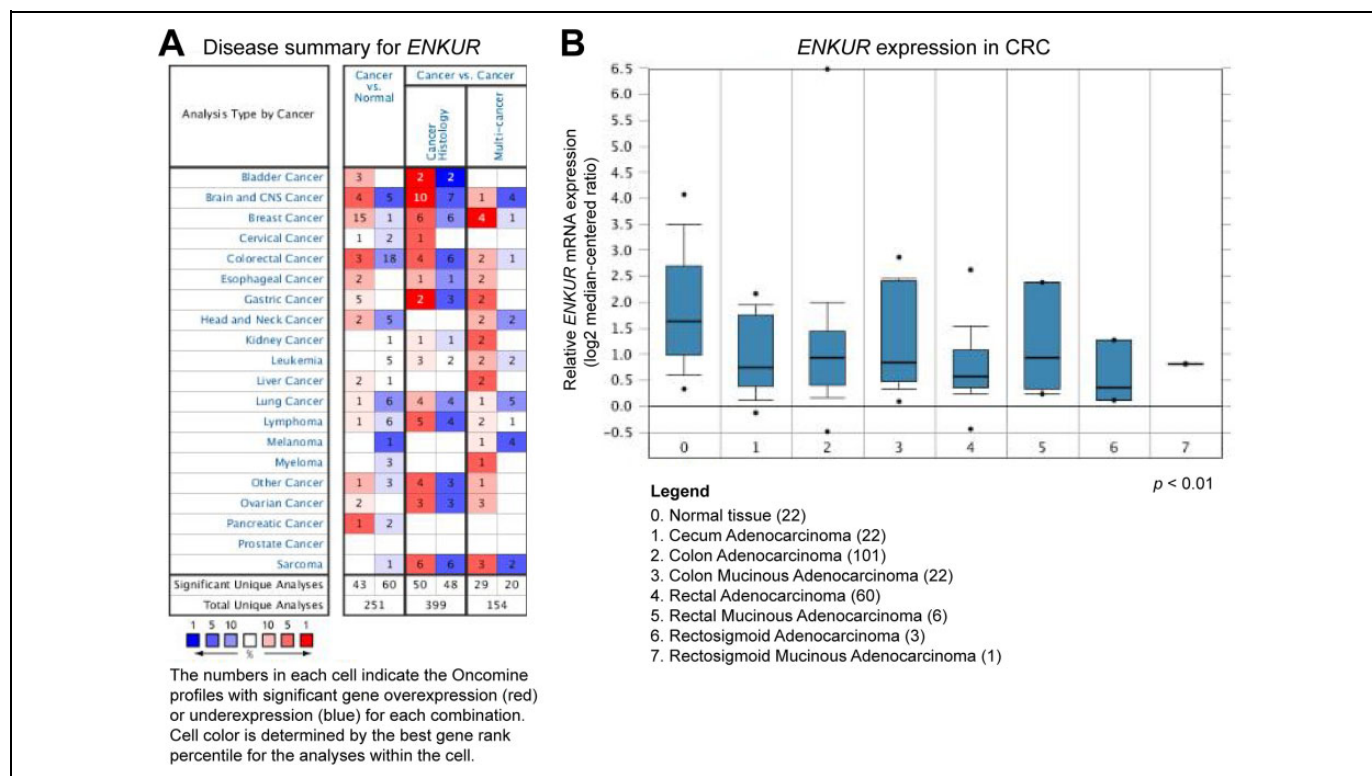 A Disease summary for ENKUR
Analysis Type by Cancer
Cancer vs. Normal
Cancer vs. Cancer
Cancer Histology
Multi-cancer
Bladder Cancer 3 2 2
Brain and CNS Cancer 4 5 10 7 1 4
Breast Cancer 15 1 6 6 4 1
Cervical Cancer 1 2 1
Colorectal Cancer 3 18 4 6 2 1
Esophageal Cancer 2 1 1 2
Gastric Cancer 5 2 3 2
Head and Neck Cancer 2 5 2 2
Kidney Cancer 1 1 1 2
Leukemia 5 3 2 2 2
Liver Cancer 2 1 2
Lung Cancer 1 6 4 4 1 5
Lymphoma 1 6 5 4 2 1
Melanoma 1 1 4
Myeloma 3 1
Other Cancer 1 3 4 3 1
Ovarian Cancer 2 3 3 3
Pancreatic Cancer 1 2
Prostate Cancer
Sarcoma 1 6 6 3 2
Significant Unique Analyses 43 60 50 48 29 20
Total Unique Analyses 251 399 154
1 5 10 10 5 1
%
The numbers in each cell indicate the Oncomine
profiles with significant gene overexpression (red)
or underexpression (blue) for each combination.
Cell color is determined by the best gene rank
percentile for the analyses within the cell.
B ENKUR expression in CRC
Relative ENKUR mRNA expression
(log2 median-centered ratio)
6.5
6.0
5.5
5.0
4.5
4.0
3.5
3.0
2.5
2.0
1.5
1.0
0.5
0.0
-0.5
0 1 2 3 4 5 6 7
p < 0.01
Legend
0. Normal tissue (22)
1. Cecum Adenocarcinoma (22)
2. Colon Adenocarcinoma (101)
3. Colon Mucinous Adenocarcinoma (22)
4. Rectal Adenocarcinoma (60)
5. Rectal Mucinous Adenocarcinoma (6)
6. Rectosigmoid Adenocarcinoma (3)
7. Rectosigmoid Mucinous Adenocarcinoma (1)